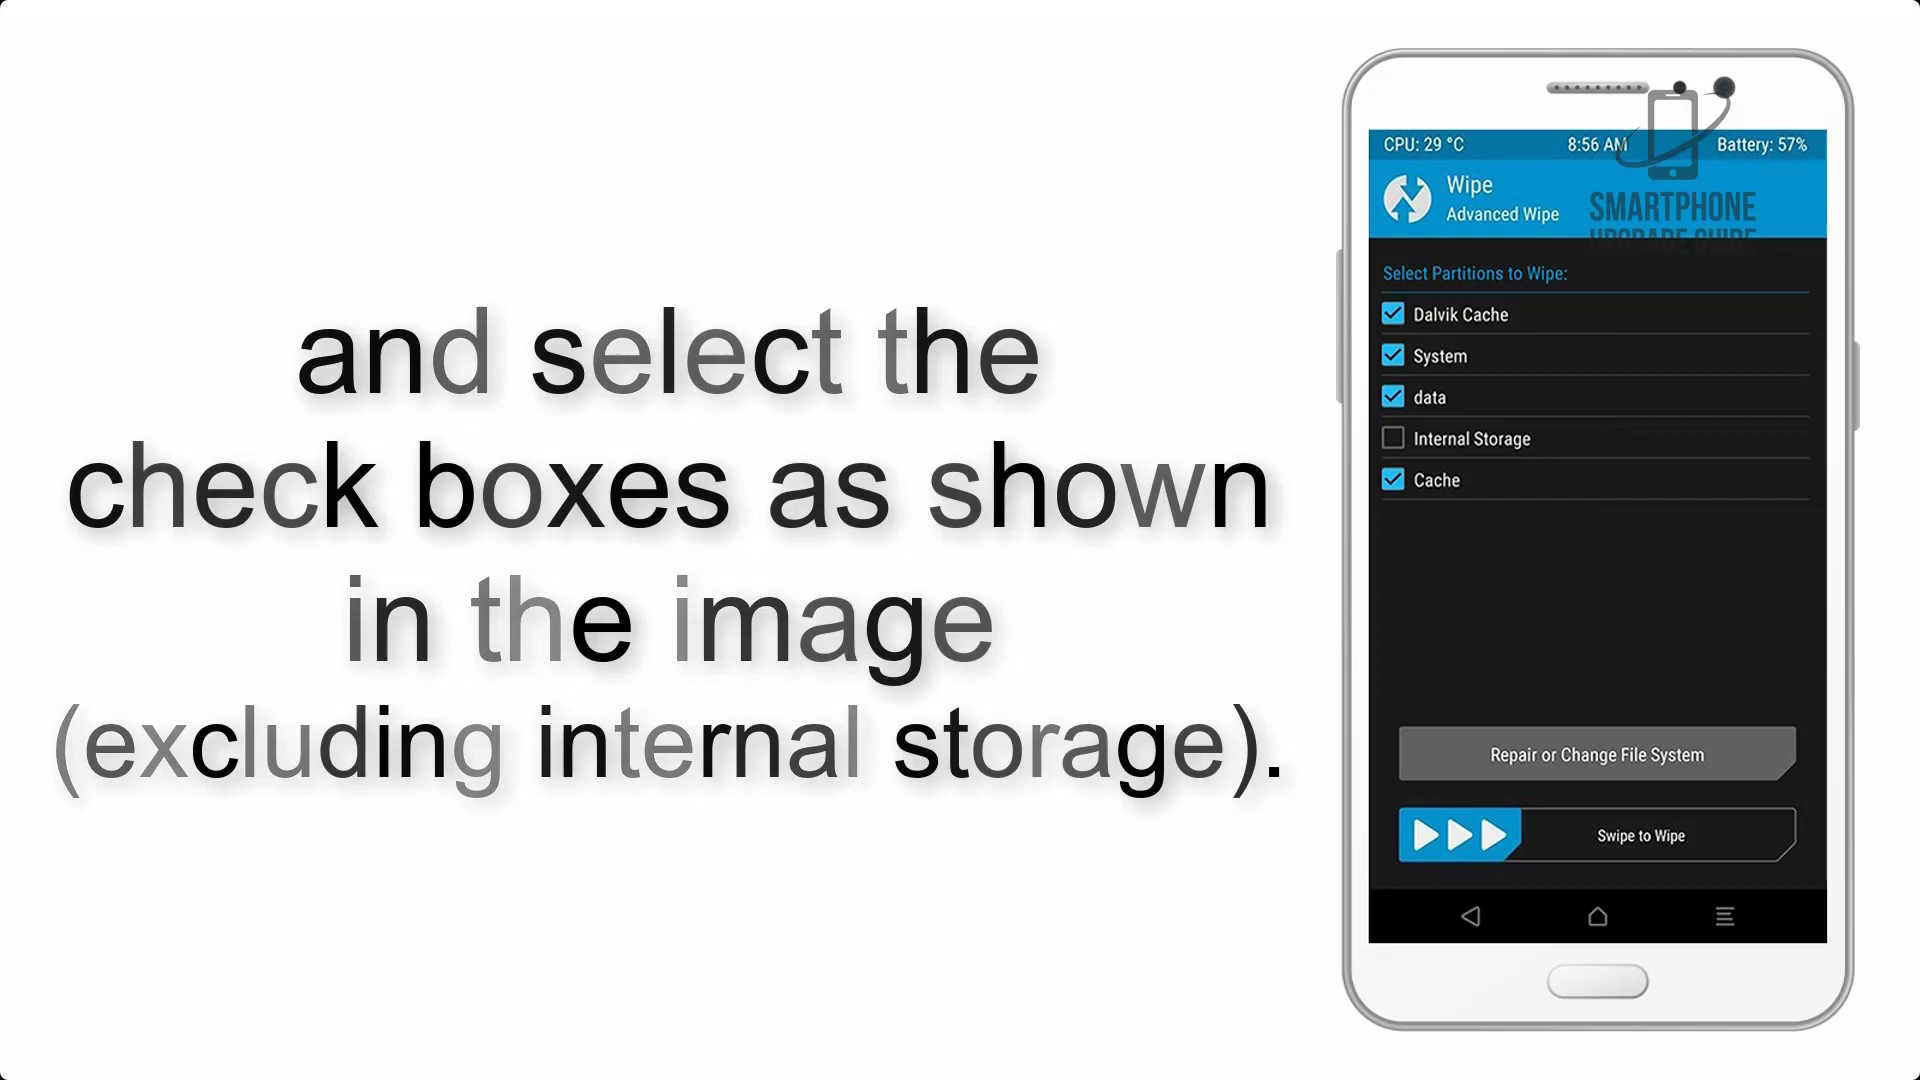 and select the
check boxes as shown
in the image
(excluding internal storage).
CPU: 29 °C 8:56 AM Battery: 57%
Wipe
Advanced Wipe
SMARTPHONE
UPGRADE GUIDE
Select Partitions to Wipe:
Dalvik Cache
System
data
Internal Storage
Cache
Repair or Change File System
Swipe to Wipe